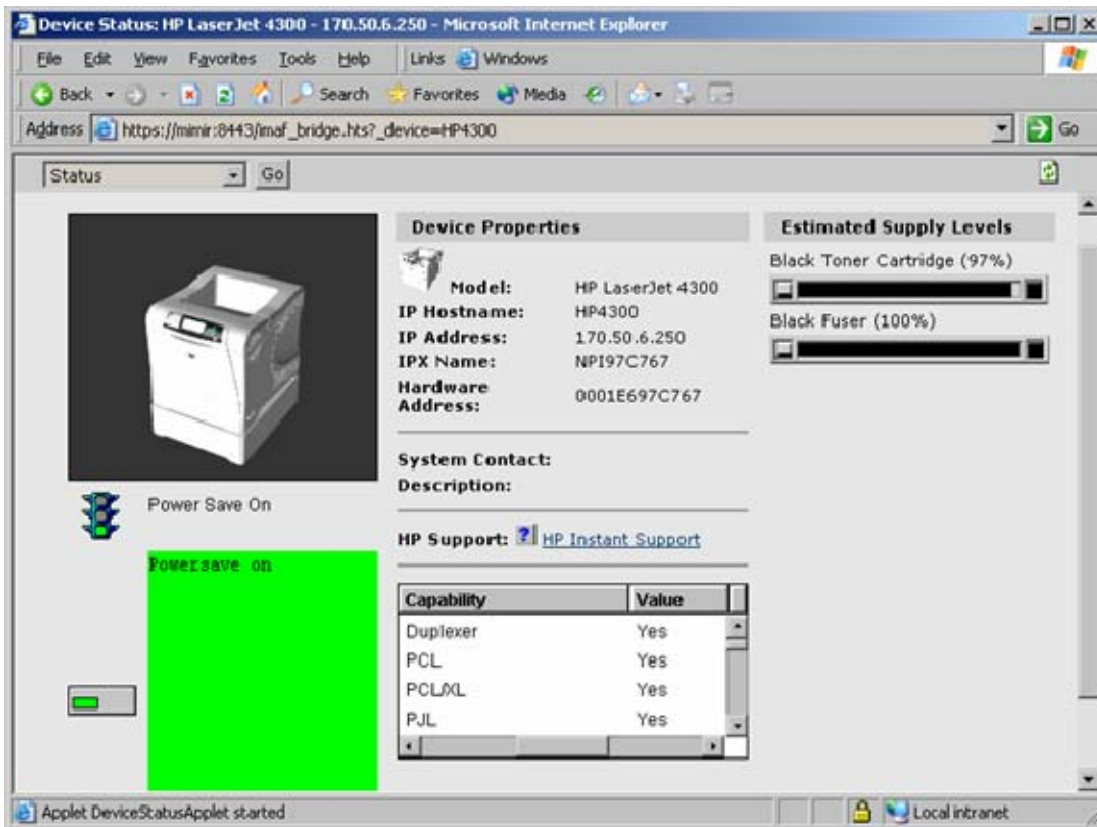 Device Status: HP LaserJet 4300 - 170.50.6.250 - Microsoft Internet Explorer
File Edit View Favorites Tools Help Links Windows
Back Search Favorites Media
Address https://mimir:8443/imaf_bridge.hts?_device=HP4300 Go
Status Go
Power Save On
Powersave on
Device Properties
Model: HP LaserJet 4300
IP Hostname: HP4300
IP Address: 170.50.6.250
IPX Name: NPI97C767
Hardware Address: 0001E697C767
System Contact:
Description:
HP Support: ? HP Instant Support
Capability Value
Duplexer Yes
PCL Yes
PCL/XL Yes
PJL Yes
Estimated Supply Levels
Black Toner Cartridge (97%)
Black Fuser (100%)
Applet DeviceStatusApplet started Local intranet